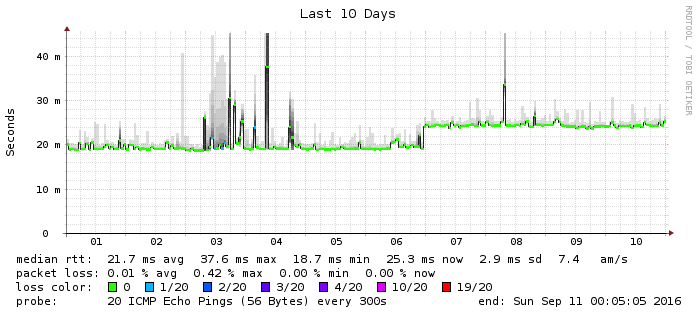 Last 10 Days
RRDTOOL / TOBI OETIKER
Seconds
40 m
30 m
20 m
10 m
0
01 02 03 04 05 06 07 08 09 10
median rtt: 21.7 ms avg 37.6 ms max 18.7 ms min 25.3 ms now 2.9 ms sd 7.4 am/s
packet loss: 0.01 % avg 0.42 % max 0.00 % min 0.00 % now
loss color: 0 1/20 2/20 3/20 4/20 10/20 19/20
probe: 20 ICMP Echo Pings (56 Bytes) every 300s end: Sun Sep 11 00:05:05 2016